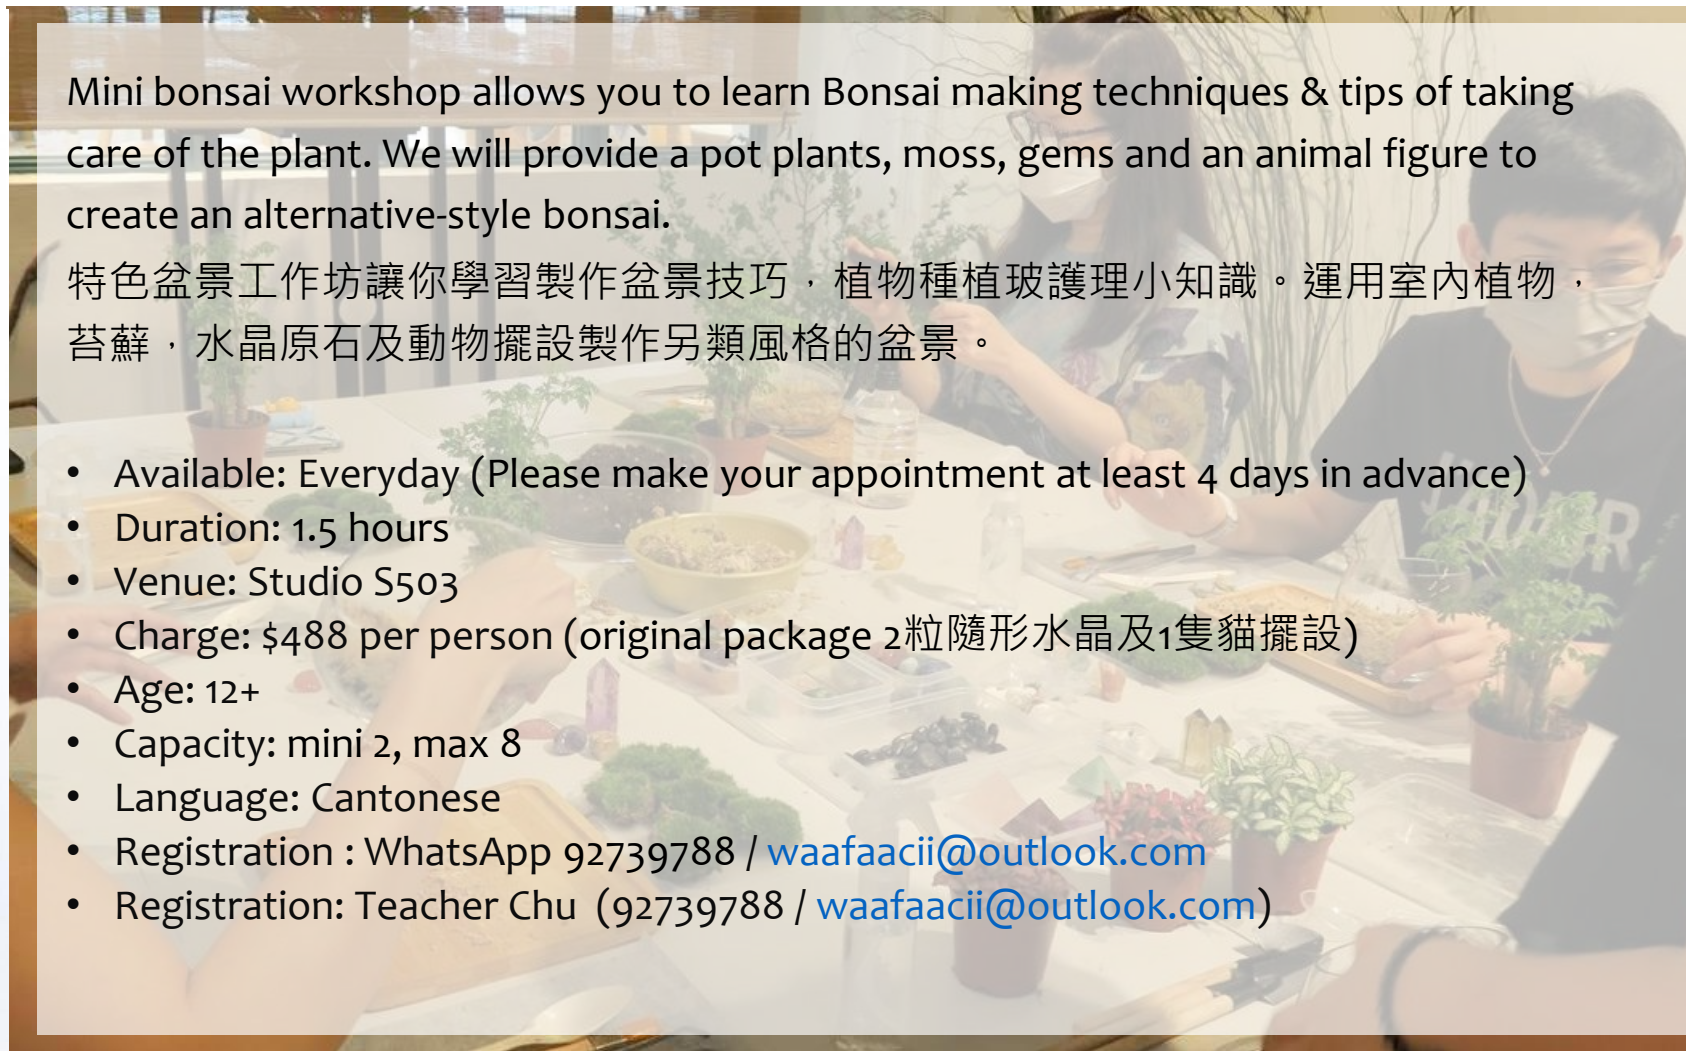 Mini bonsai workshop allows you to learn Bonsai making techniques & tips of taking
care of the plant. We will provide a pot plants, moss, gems and an animal figure to
create an alternative-style bonsai.
特色盆景工作坊讓你學習製作盆景技巧，植物種植玻護理小知識。運用室內植物，
苔蘚，水晶原石及動物擺設製作另類風格的盆景。
• Available: Everyday (Please make your appointment at least 4 days in advance)
• Duration: 1.5 hours
• Venue: Studio S503
• Charge: $488 per person (original package 2粒隨形水晶及1隻貓擺設)
• Age: 12+
• Capacity: mini 2, max 8
• Language: Cantonese
• Registration : WhatsApp 92739788 / waafaacii@outlook.com
• Registration: Teacher Chu (92739788 / waafaacii@outlook.com)